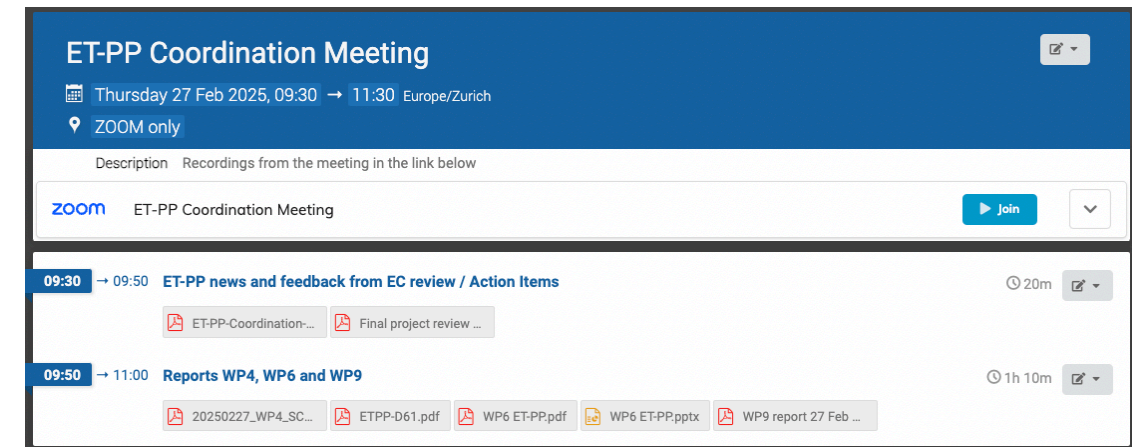 ET-PP Coordination Meeting
Thursday 27 Feb 2025, 09:30 → 11:30 Europe/Zurich
ZOOM only
Description Recordings from the meeting in the link below
zoom ET-PP Coordination Meeting Join
09:30 → 09:50 ET-PP news and feedback from EC review / Action Items 20m
ET-PP-Coordination-... Final project review ...
09:50 → 11:00 Reports WP4, WP6 and WP9 1h 10m
20250227_WP4_SC... ETPP-D61.pdf WP6 ET-PP.pdf WP6 ET-PP.pptx WP9 report 27 Feb ...